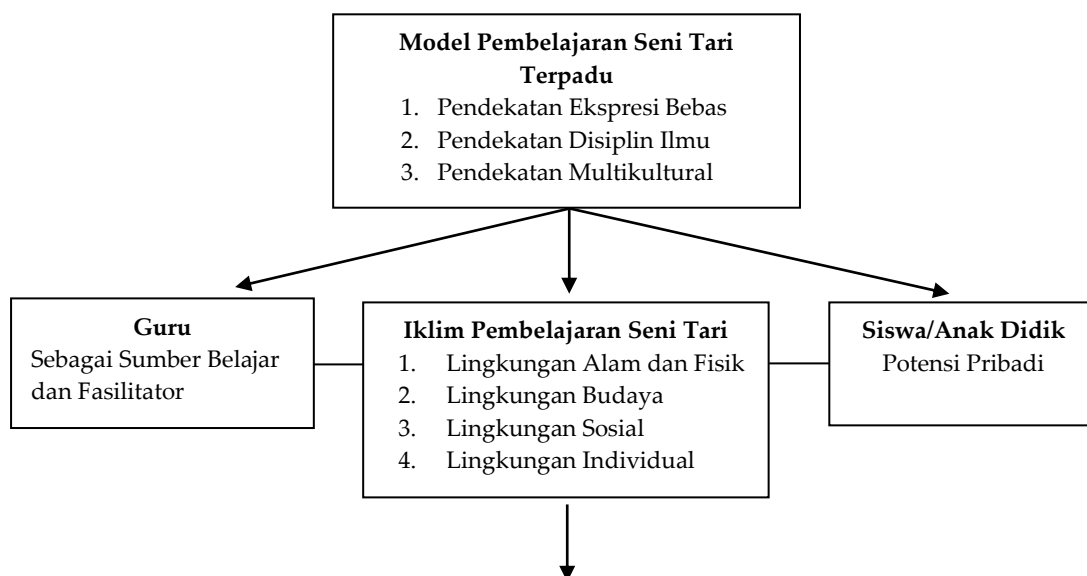 Model Pembelajaran Seni Tari
Terpadu
1. Pendekatan Ekspresi Bebas
2. Pendekatan Disiplin Ilmu
3. Pendekatan Multikultural
Guru
Sebagai Sumber Belajar
dan Fasilitator
Iklim Pembelajaran Seni Tari
1. Lingkungan Alam dan Fisik
2. Lingkungan Budaya
3. Lingkungan Sosial
4. Lingkungan Individual
Siswa/Anak Didik
Potensi Pribadi